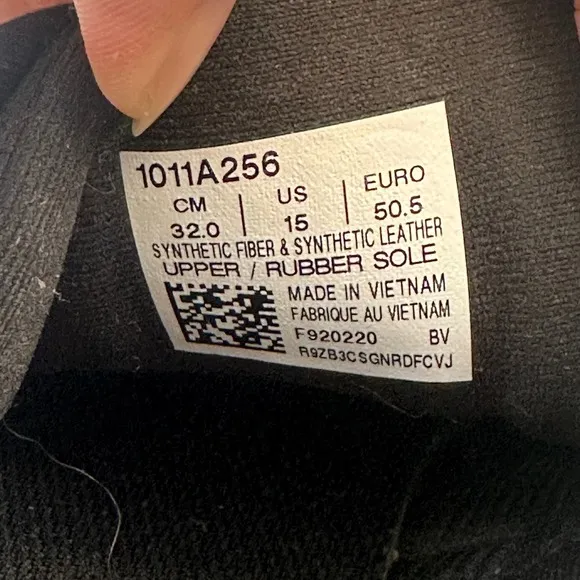 1011A256
CM | US | EURO
32.0 | 15 | 50.5
SYNTHETIC FIBER & SYNTHETIC LEATHER
UPPER / RUBBER SOLE
MADE IN VIETNAM
FABRIQUE AU VIETNAM
F920220 BV
R9ZB3CSGNRDFCVJ